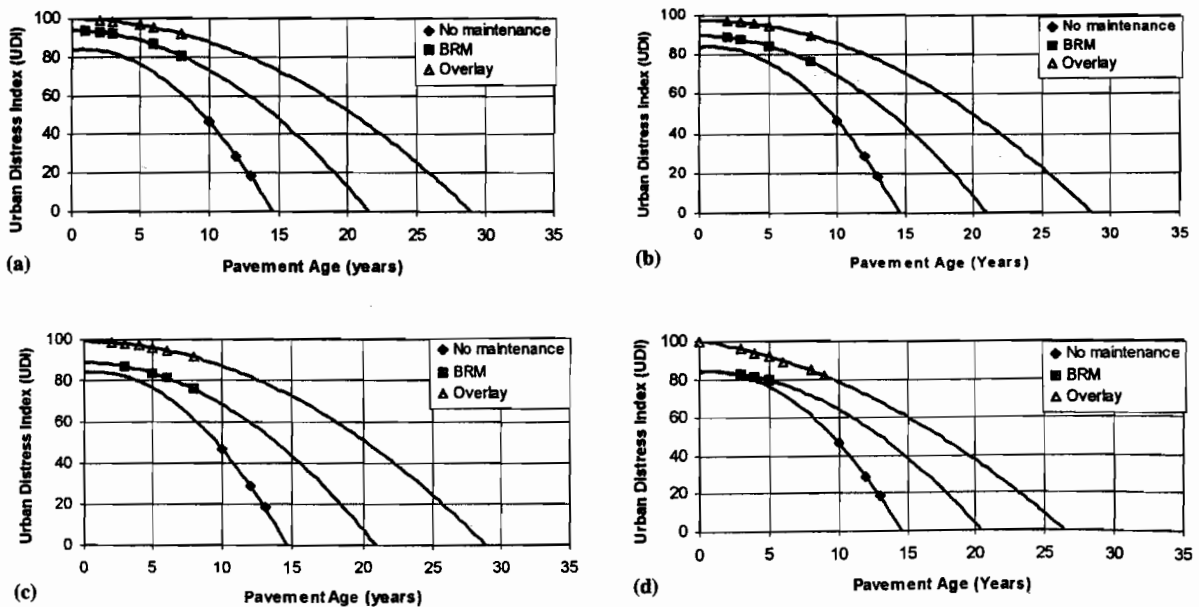 Urban Distress Index (UDI)
100
80
60
40
20
0
No maintenance
BRM
Overlay
0 5 10 15 20 25 30 35
Pavement Age (years)
(a)
Urban Distress Index (UDI)
100
80
60
40
20
0
No maintenance
BRM
Overlay
0 5 10 15 20 25 30 35
Pavement Age (Years)
(b)
Urban Distress Index (UDI)
100
80
60
40
20
0
No maintenance
BRM
Overlay
0 5 10 15 20 25 30 35
Pavement Age (years)
(c)
Urban Distress Index (UDI)
100
80
60
40
20
0
No maintenance
BRM
Overlay
0 5 10 15 20 25 30 35
Pavement Age (Years)
(d)